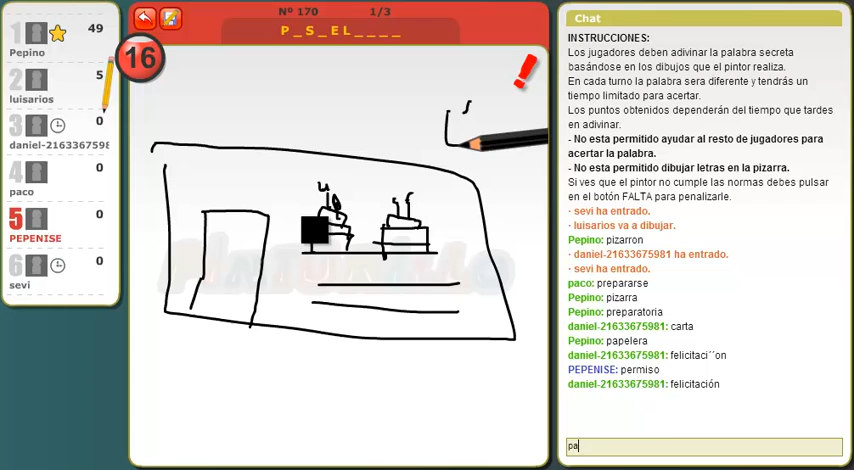 1 49
Pepino
2 5
luisarios
3 0
daniel-2163367598
4 0
paco
5 0
PEPENISE
6 0
sevi
Nº 170 1/3
P_S_EL____
16
PINTURILLO
Chat
INSTRUCCIONES:
Los jugadores deben adivinar la palabra secreta
basándose en los dibujos que el pintor realiza.
En cada turno la palabra sera diferente y tendrás un
tiempo limitado para acertar.
Los puntos obtenidos dependerán del tiempo que tardes
en adivinar.
- No esta permitido ayudar al resto de jugadores para
acertar la palabra.
- No esta permitido dibujar letras en la pizarra.
Si ves que el pintor no cumple las normas debes pulsar
en el botón FALTA para penalizarle.
· sevi ha entrado.
· luisarios va a dibujar.
Pepino: pizarron
· daniel-21633675981 ha entrado.
· sevi ha entrado.
paco: prepararse
Pepino: pizarra
Pepino: preparatoria
daniel-21633675981: carta
Pepino: papelera
daniel-21633675981: felicitaci´´on
PEPENISE: permiso
daniel-21633675981: felicitación
pa